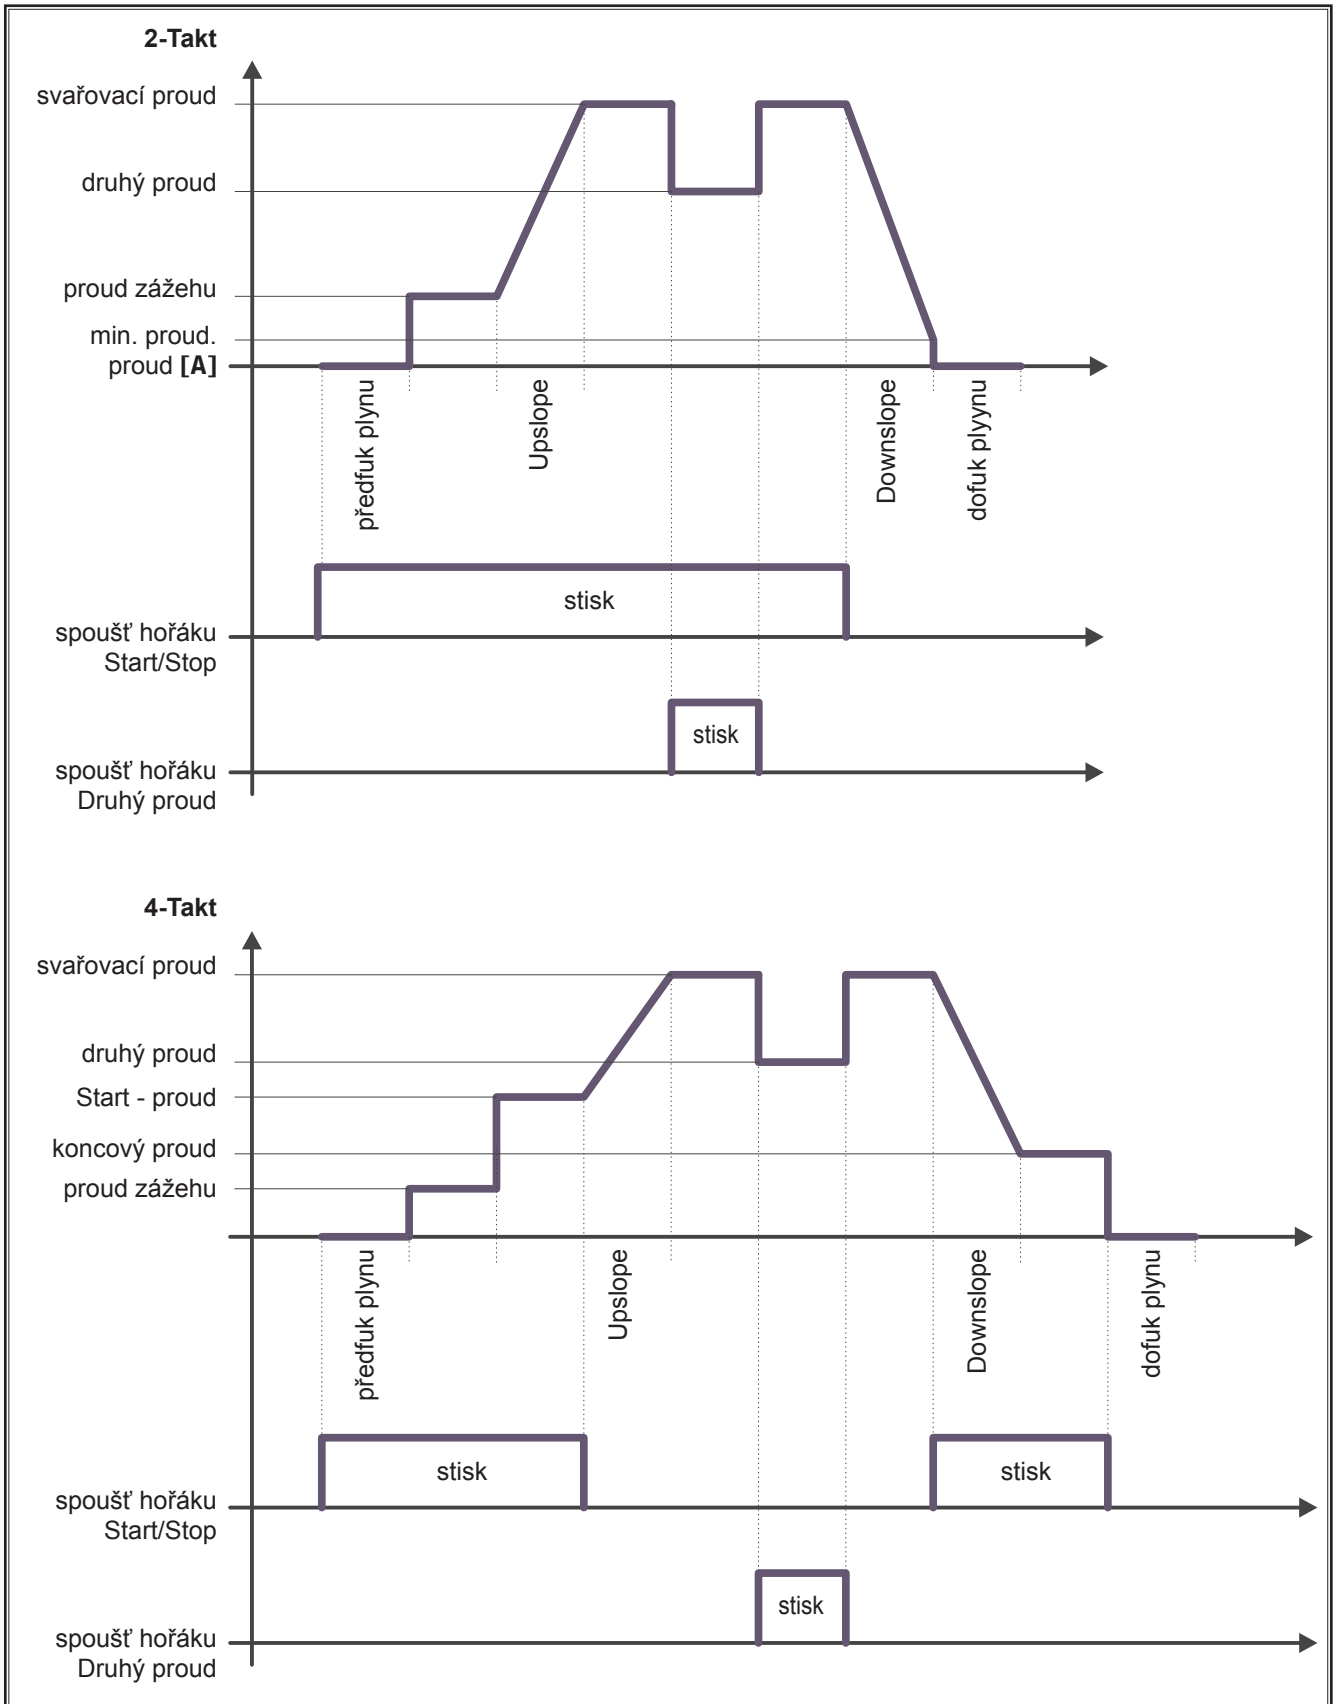 2-Takt
svařovací proud
druhý proud
proud zážehu
min. proud.
proud [A]
předfuk plynu
Upslope
Downslope
dofuk plyynu
stisk
spoušť hořáku
Start/Stop
stisk
spoušť hořáku
Druhý proud
4-Takt
svařovací proud
druhý proud
Start - proud
koncový proud
proud zážehu
předfuk plynu
Upslope
Downslope
dofuk plynu
stisk
stisk
spoušť hořáku
Start/Stop
stisk
spoušť hořáku
Druhý proud